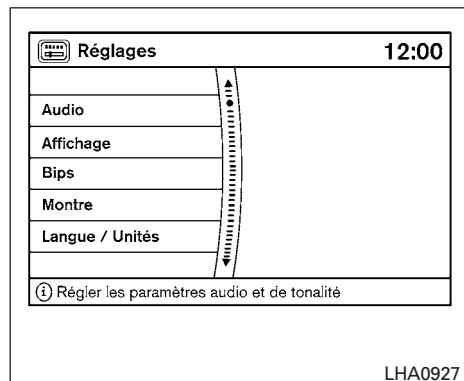 Réglages 12:00
Audio
Affichage
Bips
Montre
Langue / Unités
i Régler les paramètres audio et de tonalité
LHA0927